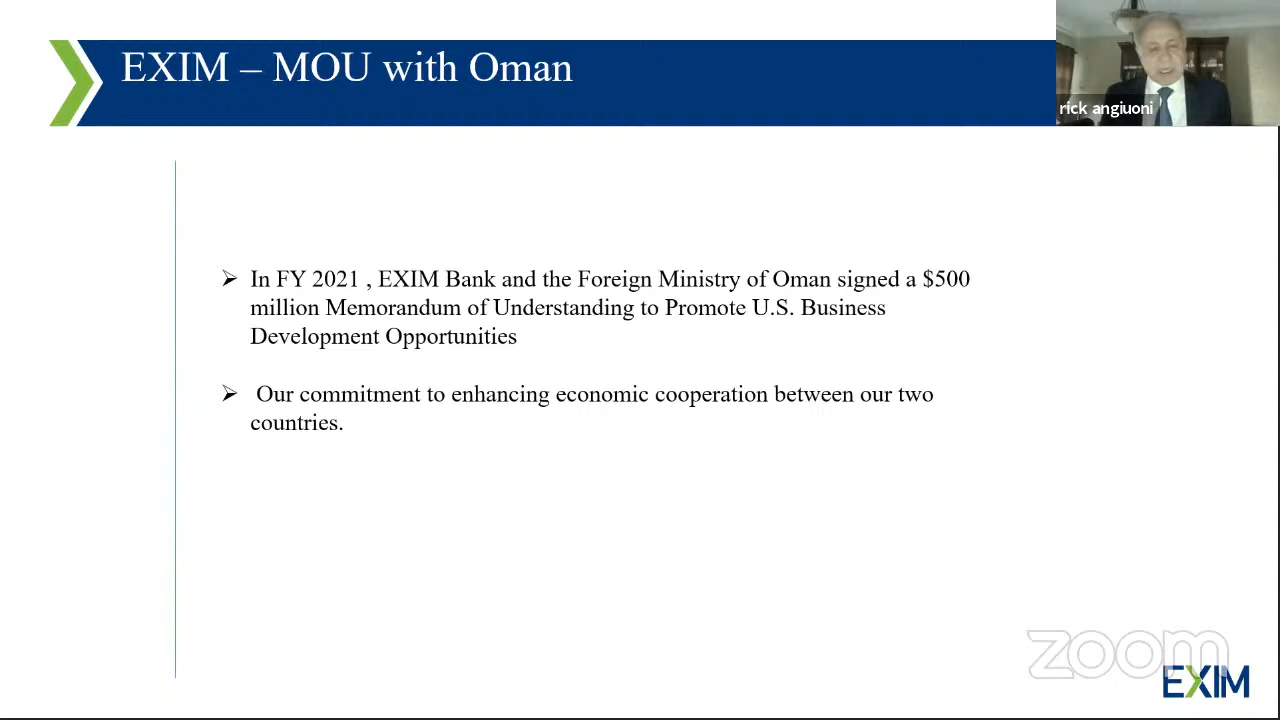 EXIM – MOU with Oman
rick angiuoni
➢ In FY 2021 , EXIM Bank and the Foreign Ministry of Oman signed a $500
million Memorandum of Understanding to Promote U.S. Business
Development Opportunities
➢ Our commitment to enhancing economic cooperation between our two
countries.
zoom
EXIM